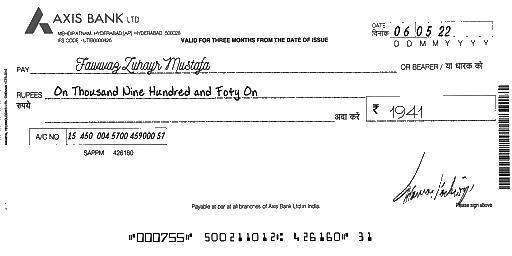 AXIS BANK LTD
MEHDIPATNAM, HYDERABAD [AP] -HYDERABAD 500028
IFS CODE - UTIB0000426
VALID FOR THREE MONTHS FROM THE DATE OF ISSUE
DATE
दिनांक 06 05 22
D D M M Y Y Y Y
PAY Fawwaz Zuhayr Mustafa OR BEARER / या धारक को
RUPEES On Thousand Nine Hundred and Foty On
रुपये अदा करें ₹ 1941
A/C NO 15 450 004 5700 459000 57
SAPPM 426160
Payable at par at all branches of Axis Bank Ltd in India.
Please sign above
"000755" 500211012: 426160" 31